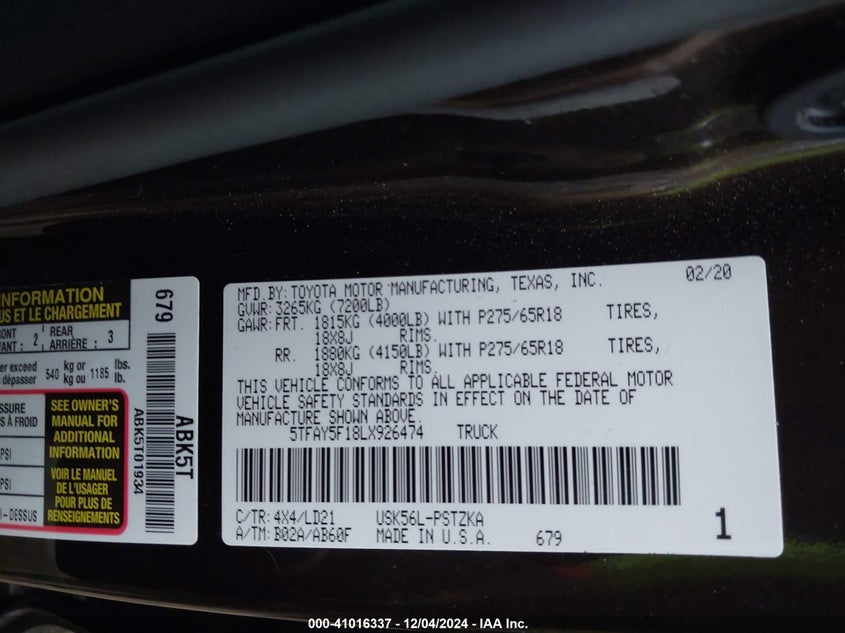 INFORMATION
US ET LE CHARGEMENT
2 REAR 3
ARRIÈRE :
er exceed 540 kg or 1185 lbs.
dépasser kg ou lb.
À FROID
PSI
PSI
- DESSUS
SEE OWNER'S
MANUAL FOR
ADDITIONAL
INFORMATION
VOIR LE MANUEL
DE L'USAGER
POUR PLUS DE
RENSEIGNEMENTS
679
ABK5T01934
ABK5T
MFD.BY:TOYOTA MOTOR MANUFACTURING, TEXAS, INC. 02/20
GVWR: 3265KG (7200LB)
GAWR:FRT. 1815KG (4000LB) WITH P275/65R18 TIRES,
18X8J RIMS.
RR. 1880KG (4150LB) WITH P275/65R18 TIRES,
18X8J RIMS.
THIS VEHICLE CONFORMS TO ALL APPLICABLE FEDERAL MOTOR
VEHICLE SAFETY STANDARDS IN EFFECT ON THE DATE OF
MANUFACTURE SHOWN ABOVE.
5TFAY5F18LX926474 TRUCK
C/TR:4X4/LD21 USK56L-PSTZKA
A/TM:B02A/AB60F MADE IN U.S.A. 679 1
000-41016337 - 12/04/2024 - IAA Inc.